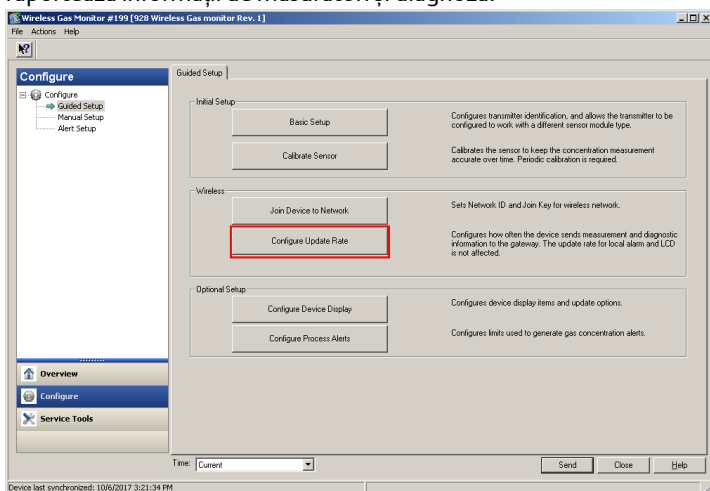 raportează informații de măsurători și diagnoză.
Wireless Gas Monitor #199 [928 Wireless Gas monitor Rev. 1]
File Actions Help
Configure
Configure
Guided Setup
Manual Setup
Alert Setup
Overview
Configure
Service Tools
Guided Setup
Initial Setup
Basic Setup
Configures transmitter identification, and allows the transmitter to be
configured to work with a different sensor module type.
Calibrate Sensor
Calibrates the sensor to keep the concentration measurement
accurate over time. Periodic calibration is required.
Wireless
Join Device to Network
Sets Network ID and Join Key for wireless network.
Configure Update Rate
Configures how often the device sends measurement and diagnostic
information to the gateway. The update rate for local alarm and LCD
is not affected.
Optional Setup
Configure Device Display
Configures device display items and update options.
Configure Process Alerts
Configures limits used to generate gas concentration alerts.
Time: Current
Send Close Help
Device last synchronized: 10/6/2017 3:21:34 PM